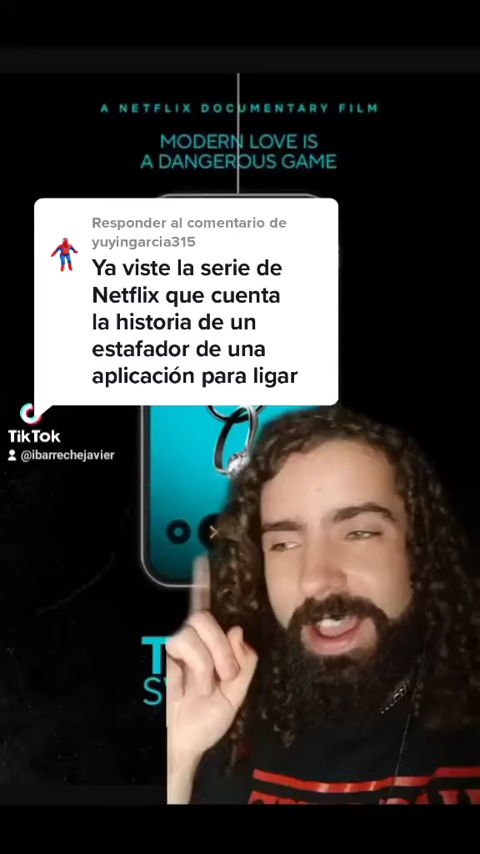 A NETFLIX DOCUMENTARY FILM
MODERN LOVE IS
A DANGEROUS GAME
Responder al comentario de
yuyingarcia315
Ya viste la serie de
Netflix que cuenta
la historia de un
estafador de una
aplicación para ligar
TikTok
@ibarrechejavier